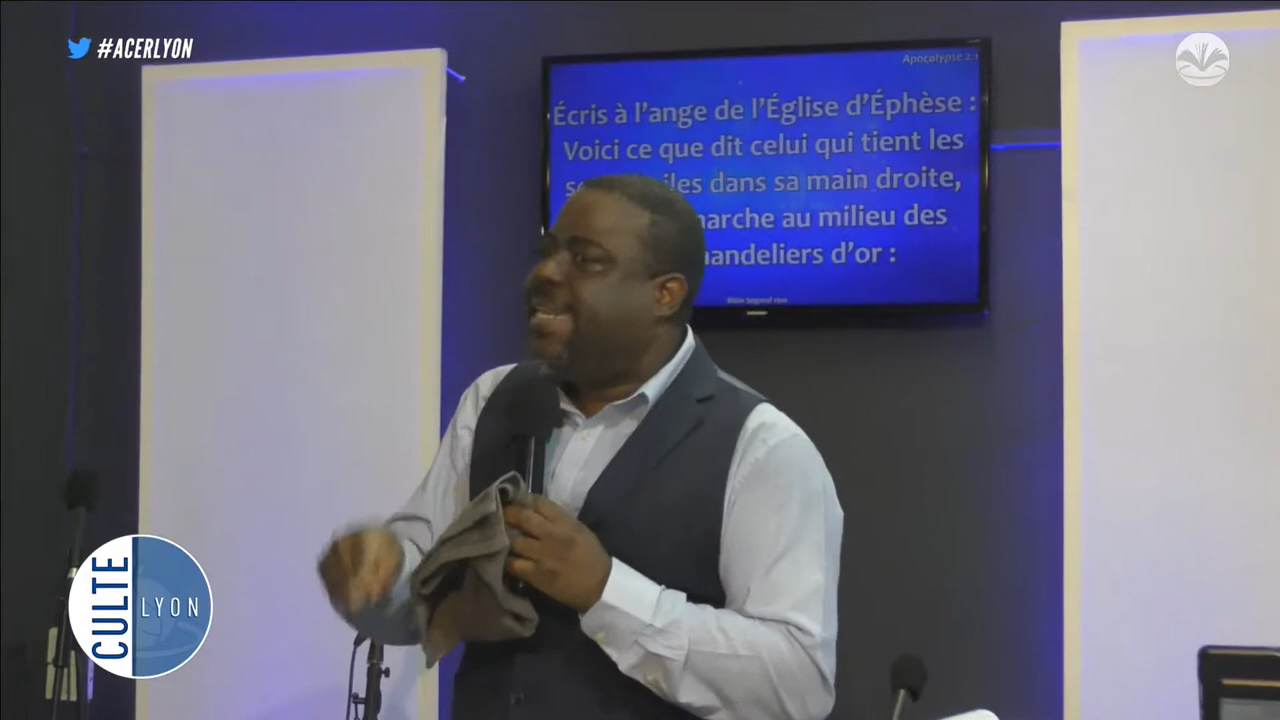 #ACERLYON
Apocalypse 2:1
Écris à l'ange de l'Église d'Éphèse :
Voici ce que dit celui qui tient les
dans sa main droite,
marche au milieu des
d'or :
CULTE
LYON